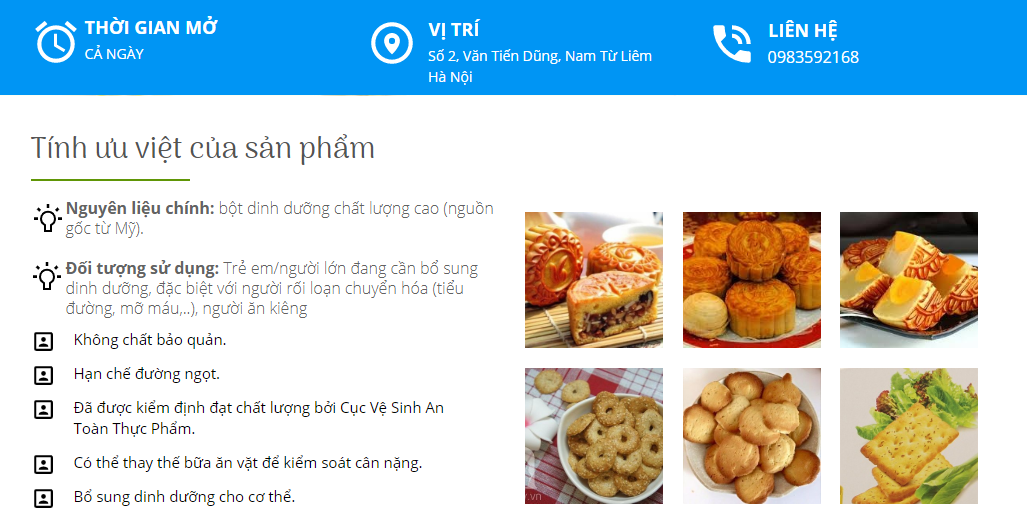 THỜI GIAN MỞ
CẢ NGÀY
VỊ TRÍ
Số 2, Văn Tiến Dũng, Nam Từ Liêm
Hà Nội
LIÊN HỆ
0983592168
Tính ưu việt của sản phẩm
Nguyên liệu chính: bột dinh dưỡng chất lượng cao (nguồn
gốc từ Mỹ).
Đối tượng sử dụng: Trẻ em/người lớn đang cần bổ sung
dinh dưỡng, đặc biệt với người rối loạn chuyển hóa (tiểu
đường, mỡ máu,..), người ăn kiêng
Không chất bảo quản.
Hạn chế đường ngọt.
Đã được kiểm định đạt chất lượng bởi Cục Vệ Sinh An
Toàn Thực Phẩm.
Có thể thay thế bữa ăn vặt để kiểm soát cân nặng.
Bổ sung dinh dưỡng cho cơ thể.